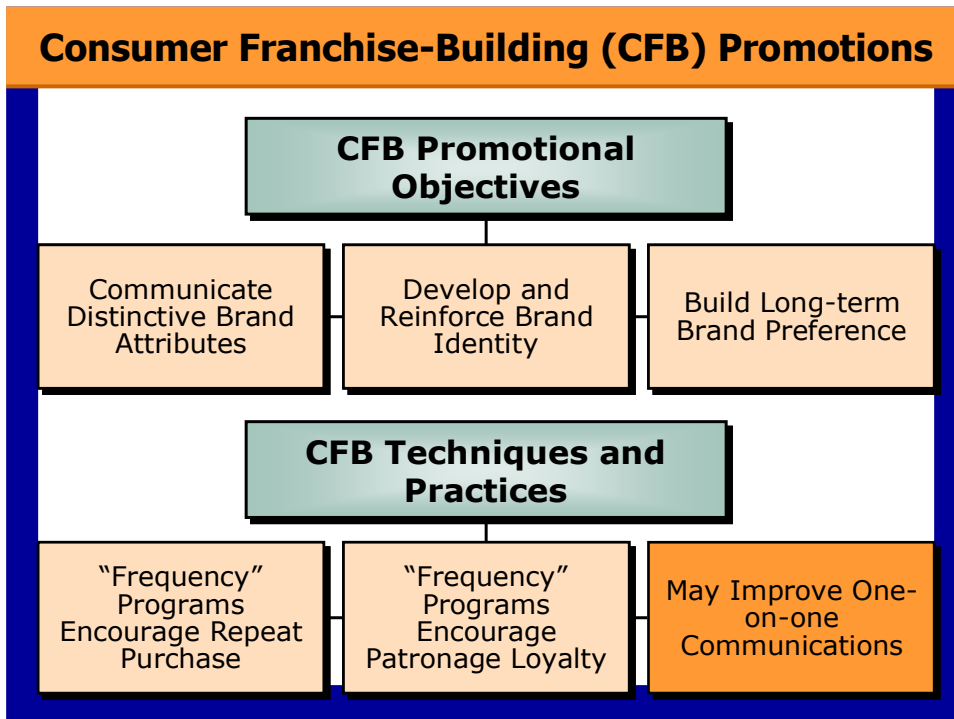 Consumer Franchise-Building (CFB) Promotions
CFB Promotional
Objectives
Communicate
Distinctive Brand
Attributes
Develop and
Reinforce Brand
Identity
Build Long-term
Brand Preference
CFB Techniques and
Practices
“Frequency”
Programs
Encourage Repeat
Purchase
“Frequency”
Programs
Encourage
Patronage Loyalty
May Improve One-
on-one
Communications